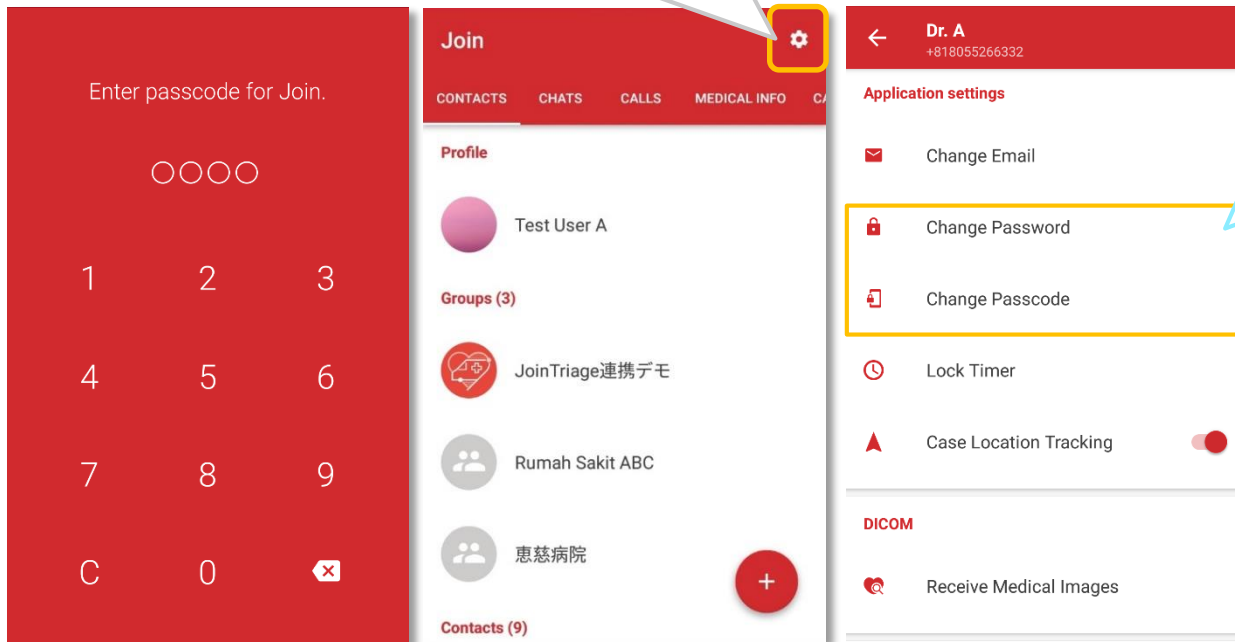 Enter passcode for Join.
1 2 3
4 5 6
7 8 9
C 0
Join
CONTACTS CHATS CALLS MEDICAL INFO
Profile
Test User A
Groups (3)
JoinTriage連携デモ
Rumah Sakit ABC
恵慈病院
+
Contacts (9)
Dr. A
+818055266332
Application settings
Change Email
Change Password
Change Passcode
Lock Timer
Case Location Tracking
DICOM
Receive Medical Images